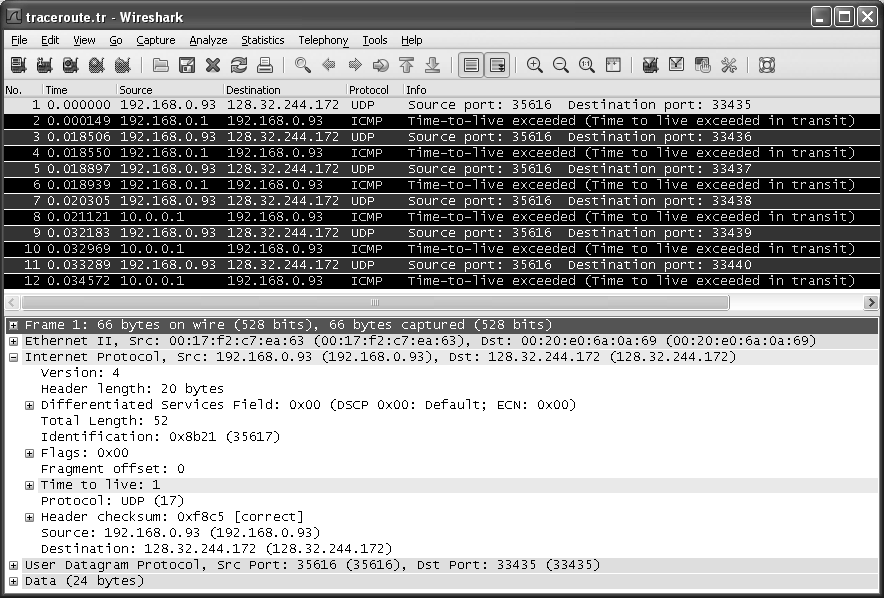 traceroute.tr - Wireshark
File Edit View Go Capture Analyze Statistics Telephony Tools Help
No. Time Source Destination Protocol Info
1 0.000000 192.168.0.93 128.32.244.172 UDP Source port: 35616 Destination port: 33435
2 0.000149 192.168.0.1 192.168.0.93 ICMP Time-to-live exceeded (Time to live exceeded in transit)
3 0.018506 192.168.0.93 128.32.244.172 UDP Source port: 35616 Destination port: 33436
4 0.018550 192.168.0.1 192.168.0.93 ICMP Time-to-live exceeded (Time to live exceeded in transit)
5 0.018897 192.168.0.93 128.32.244.172 UDP Source port: 35616 Destination port: 33437
6 0.018939 192.168.0.1 192.168.0.93 ICMP Time-to-live exceeded (Time to live exceeded in transit)
7 0.020305 192.168.0.93 128.32.244.172 UDP Source port: 35616 Destination port: 33438
8 0.021121 10.0.0.1 192.168.0.93 ICMP Time-to-live exceeded (Time to live exceeded in transit)
9 0.032183 192.168.0.93 128.32.244.172 UDP Source port: 35616 Destination port: 33439
10 0.032969 10.0.0.1 192.168.0.93 ICMP Time-to-live exceeded (Time to live exceeded in transit)
11 0.033289 192.168.0.93 128.32.244.172 UDP Source port: 35616 Destination port: 33440
12 0.034572 10.0.0.1 192.168.0.93 ICMP Time-to-live exceeded (Time to live exceeded in transit)
Frame 1: 66 bytes on wire (528 bits), 66 bytes captured (528 bits)
Ethernet II, Src: 00:17:f2:c7:ea:63 (00:17:f2:c7:ea:63), Dst: 00:20:e0:6a:0a:69 (00:20:e0:6a:0a:69)
Internet Protocol, Src: 192.168.0.93 (192.168.0.93), Dst: 128.32.244.172 (128.32.244.172)
Version: 4
Header length: 20 bytes
Differentiated Services Field: 0x00 (DSCP 0x00: Default; ECN: 0x00)
Total Length: 52
Identification: 0x8b21 (35617)
Flags: 0x00
Fragment offset: 0
Time to live: 1
Protocol: UDP (17)
Header checksum: 0xf8c5 [correct]
Source: 192.168.0.93 (192.168.0.93)
Destination: 128.32.244.172 (128.32.244.172)
User Datagram Protocol, Src Port: 35616 (35616), Dst Port: 33435 (33435)
Data (24 bytes)